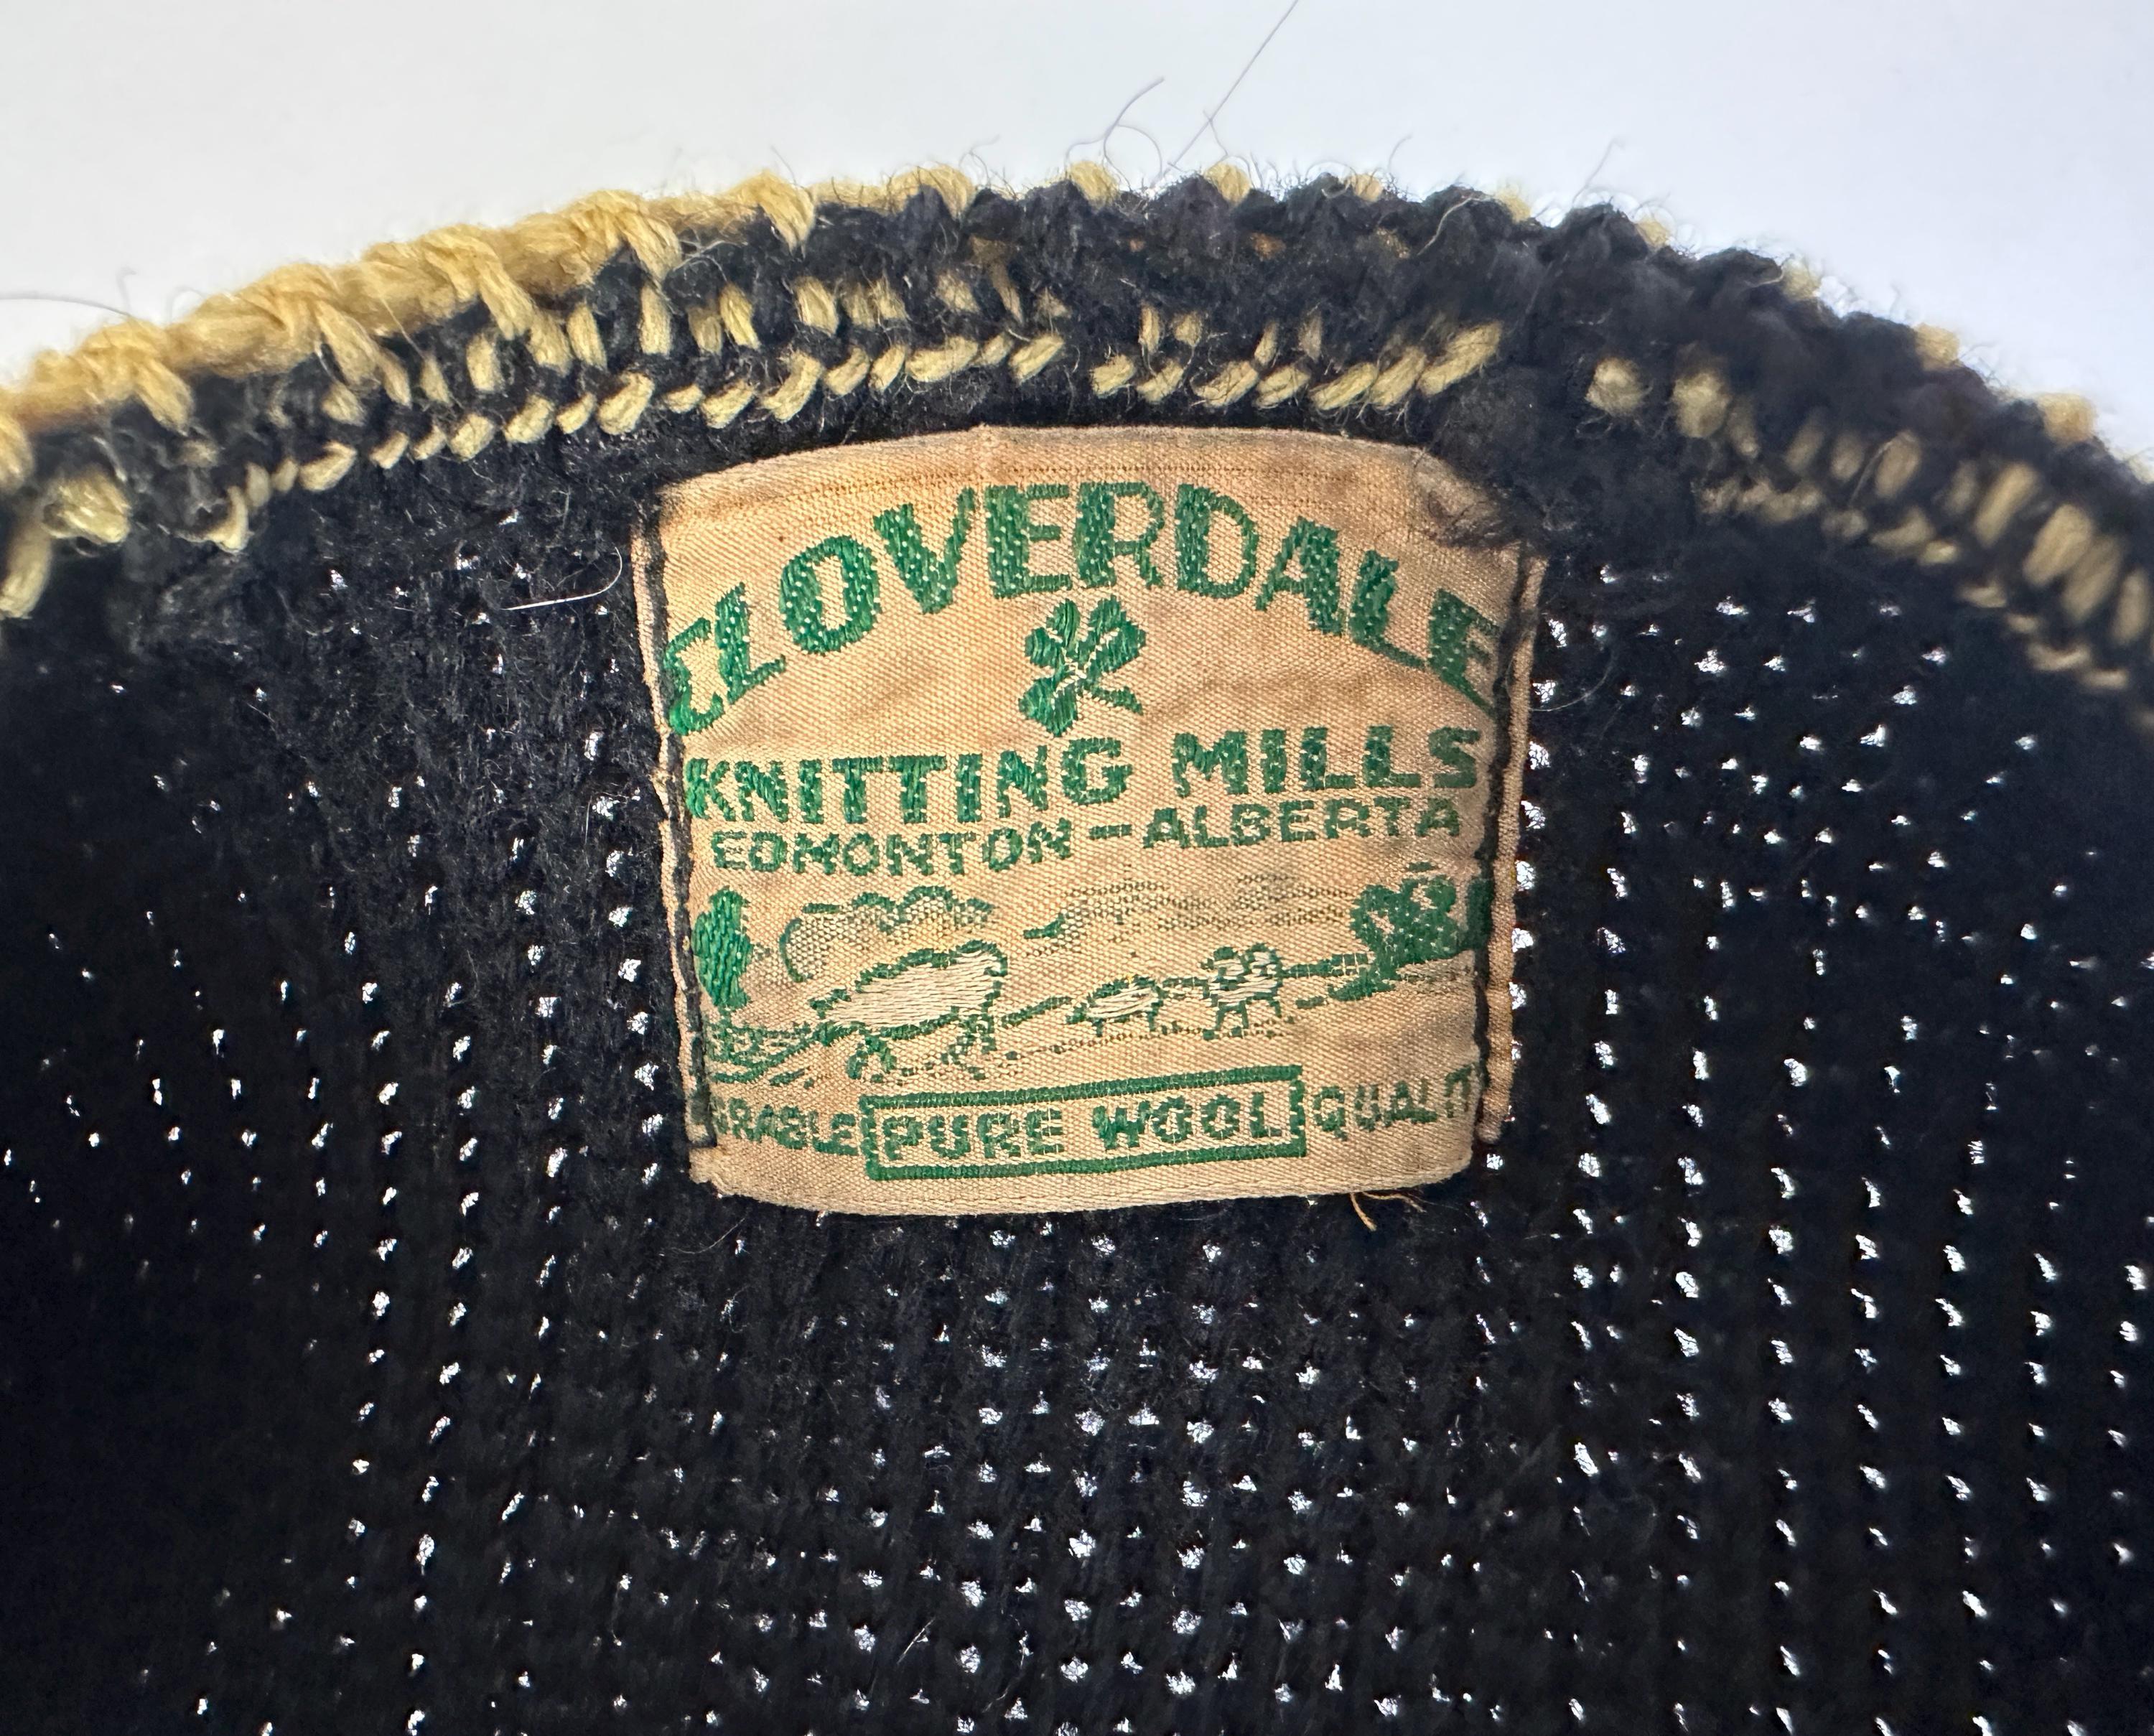 CLOVERDALE
KNITTING MILLS
EDMONTON-ALBERTA
PURE WOOL